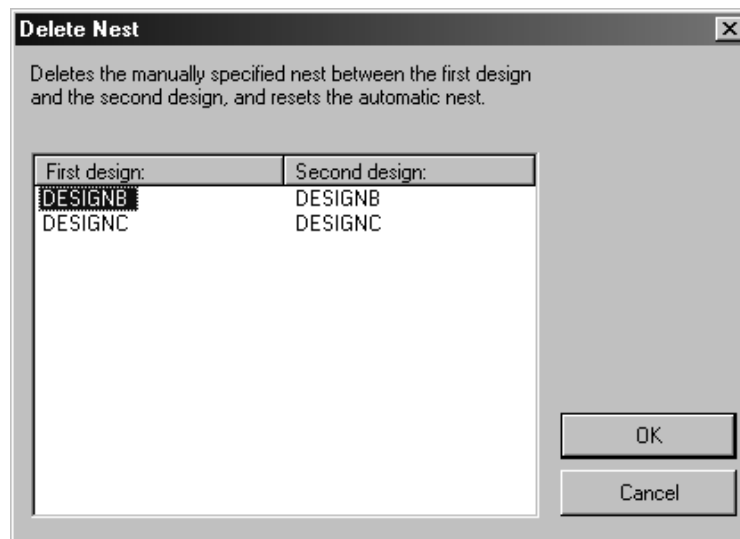 Delete Nest
Deletes the manually specified nest between the first design
and the second design, and resets the automatic nest.
First design: Second design:
DESIGNB DESIGNB
DESIGNC DESIGNC
OK
Cancel